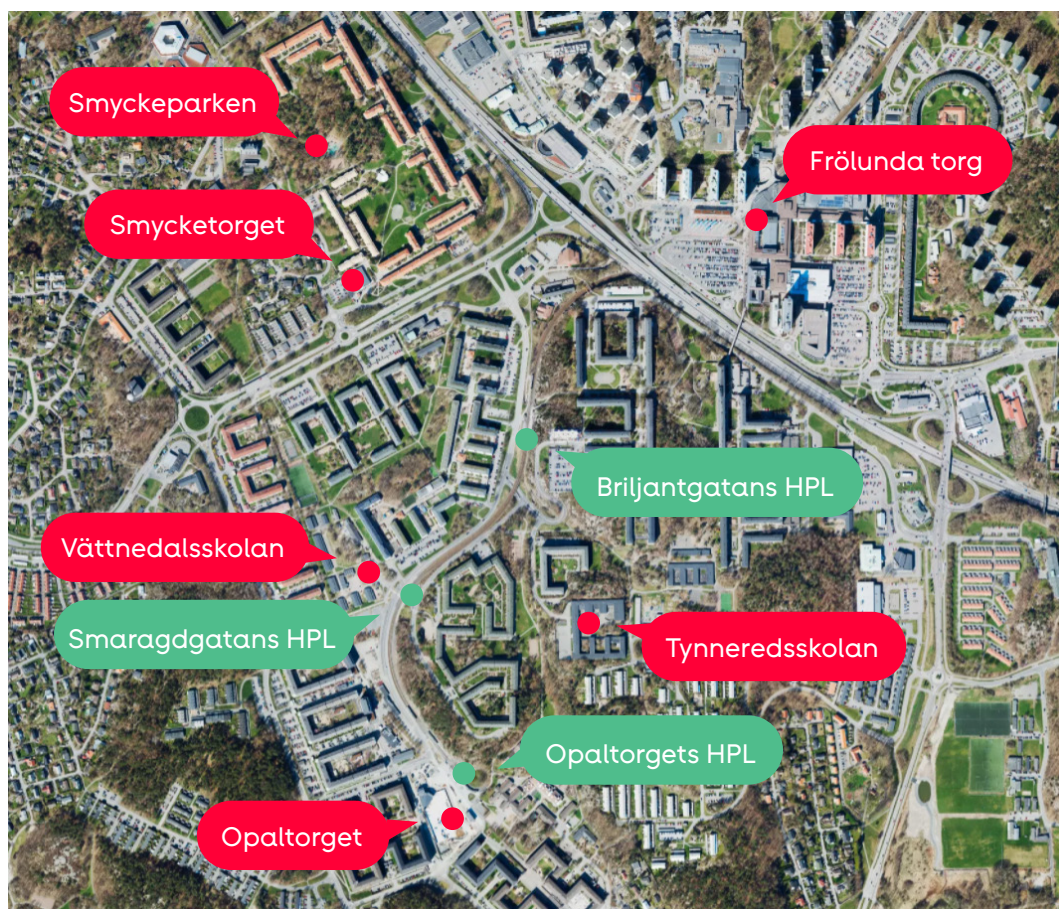 Smyckeparken
Frölunda torg
Smycketorget
Briljantgatans HPL
Vättnedalsskolan
Smaragdgatans HPL
Tynneredsskolan
Opaltorgets HPL
Opaltorget